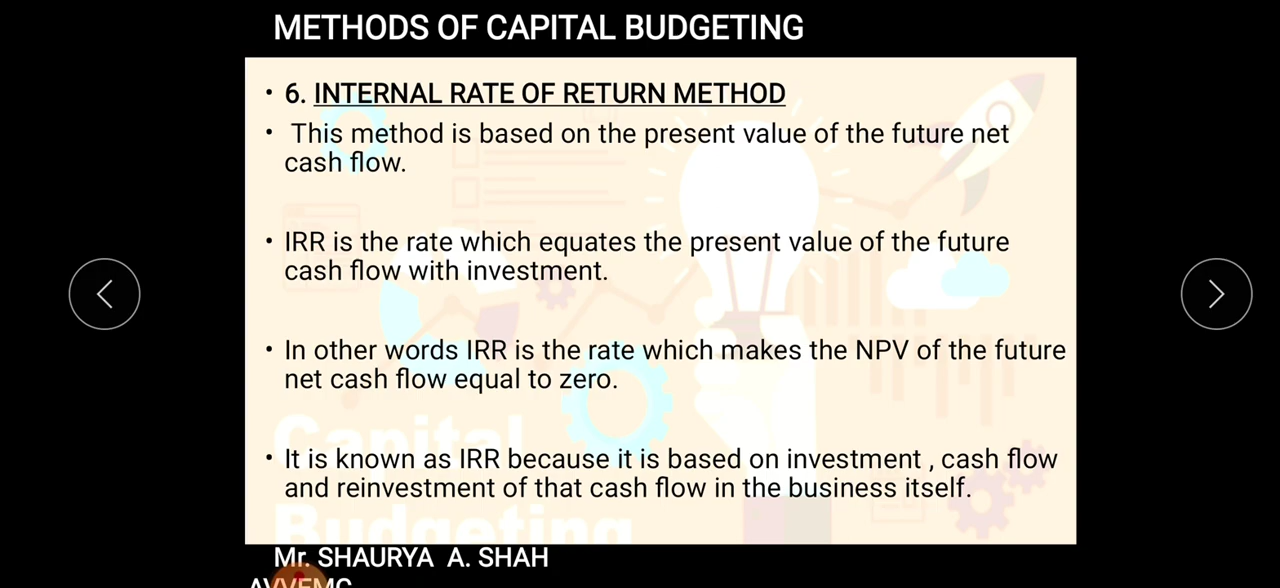 METHODS OF CAPITAL BUDGETING
• 6. INTERNAL RATE OF RETURN METHOD
• This method is based on the present value of the future net
cash flow.
• IRR is the rate which equates the present value of the future
cash flow with investment.
• In other words IRR is the rate which makes the NPV of the future
net cash flow equal to zero.
• It is known as IRR because it is based on investment , cash flow
and reinvestment of that cash flow in the business itself.
Capital
Budgeting
Mr. SHAURYA A. SHAH